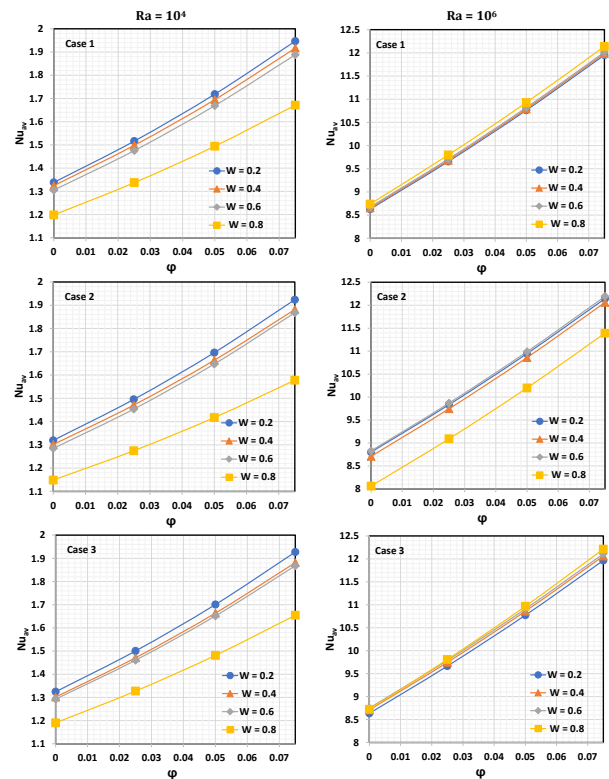 Ra = 10⁴
Ra = 10⁶
2
1.9
1.8
1.7
1.6
1.5
1.4
1.3
1.2
1.1
Nuav
Case 1
W = 0.2
W = 0.4
W = 0.6
W = 0.8
0 0.01 0.02 0.03 0.04 0.05 0.06 0.07
φ
12.5
12
11.5
11
10.5
10
9.5
9
8.5
8
Nuav
Case 1
W = 0.2
W = 0.4
W = 0.6
W = 0.8
0 0.01 0.02 0.03 0.04 0.05 0.06 0.07
φ
2
1.9
1.8
1.7
1.6
1.5
1.4
1.3
1.2
1.1
Nuav
Case 2
W = 0.2
W = 0.4
W = 0.6
W = 0.8
0 0.01 0.02 0.03 0.04 0.05 0.06 0.07
φ
12.5
12
11.5
11
10.5
10
9.5
9
8.5
8
Nuav
Case 2
W = 0.2
W = 0.4
W = 0.6
W = 0.8
0 0.01 0.02 0.03 0.04 0.05 0.06 0.07
φ
2
1.9
1.8
1.7
1.6
1.5
1.4
1.3
1.2
1.1
Nuav
Case 3
W = 0.2
W = 0.4
W = 0.6
W = 0.8
0 0.01 0.02 0.03 0.04 0.05 0.06 0.07
φ
12.5
12
11.5
11
10.5
10
9.5
9
8.5
8
Nuav
Case 3
W = 0.2
W = 0.4
W = 0.6
W = 0.8
0 0.01 0.02 0.03 0.04 0.05 0.06 0.07
φ